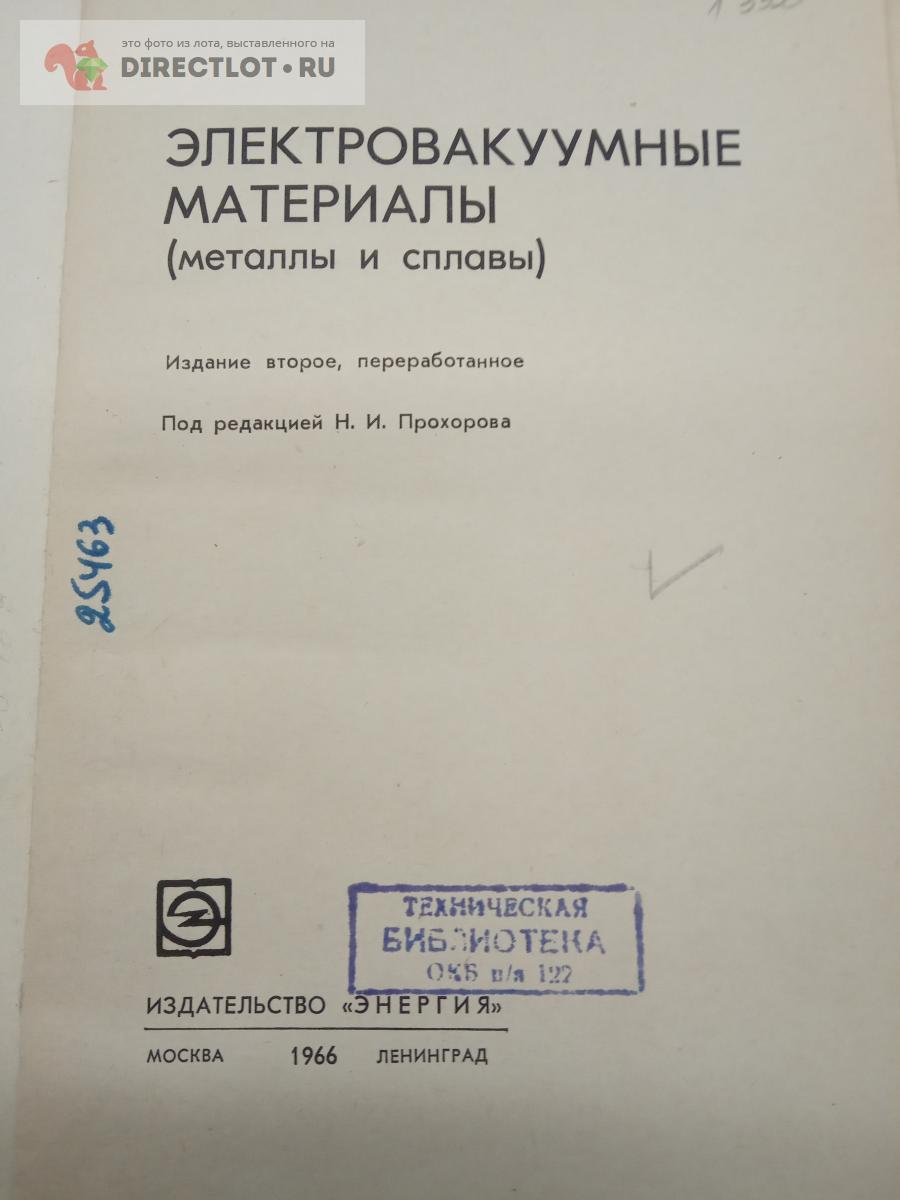 это фото из лота, выставленного на
DIRECTLOT.RU
ЭЛЕКТРОВАКУУМНЫЕ
МАТЕРИАЛЫ
(металлы и сплавы)
Издание второе, переработанное
Под редакцией Н. И. Прохорова
25463
ТЕХНИЧЕСКАЯ
БИБЛИОТЕКА
ОКБ п/я 122
ИЗДАТЕЛЬСТВО «ЭНЕРГИЯ»
МОСКВА 1966 ЛЕНИНГРАД